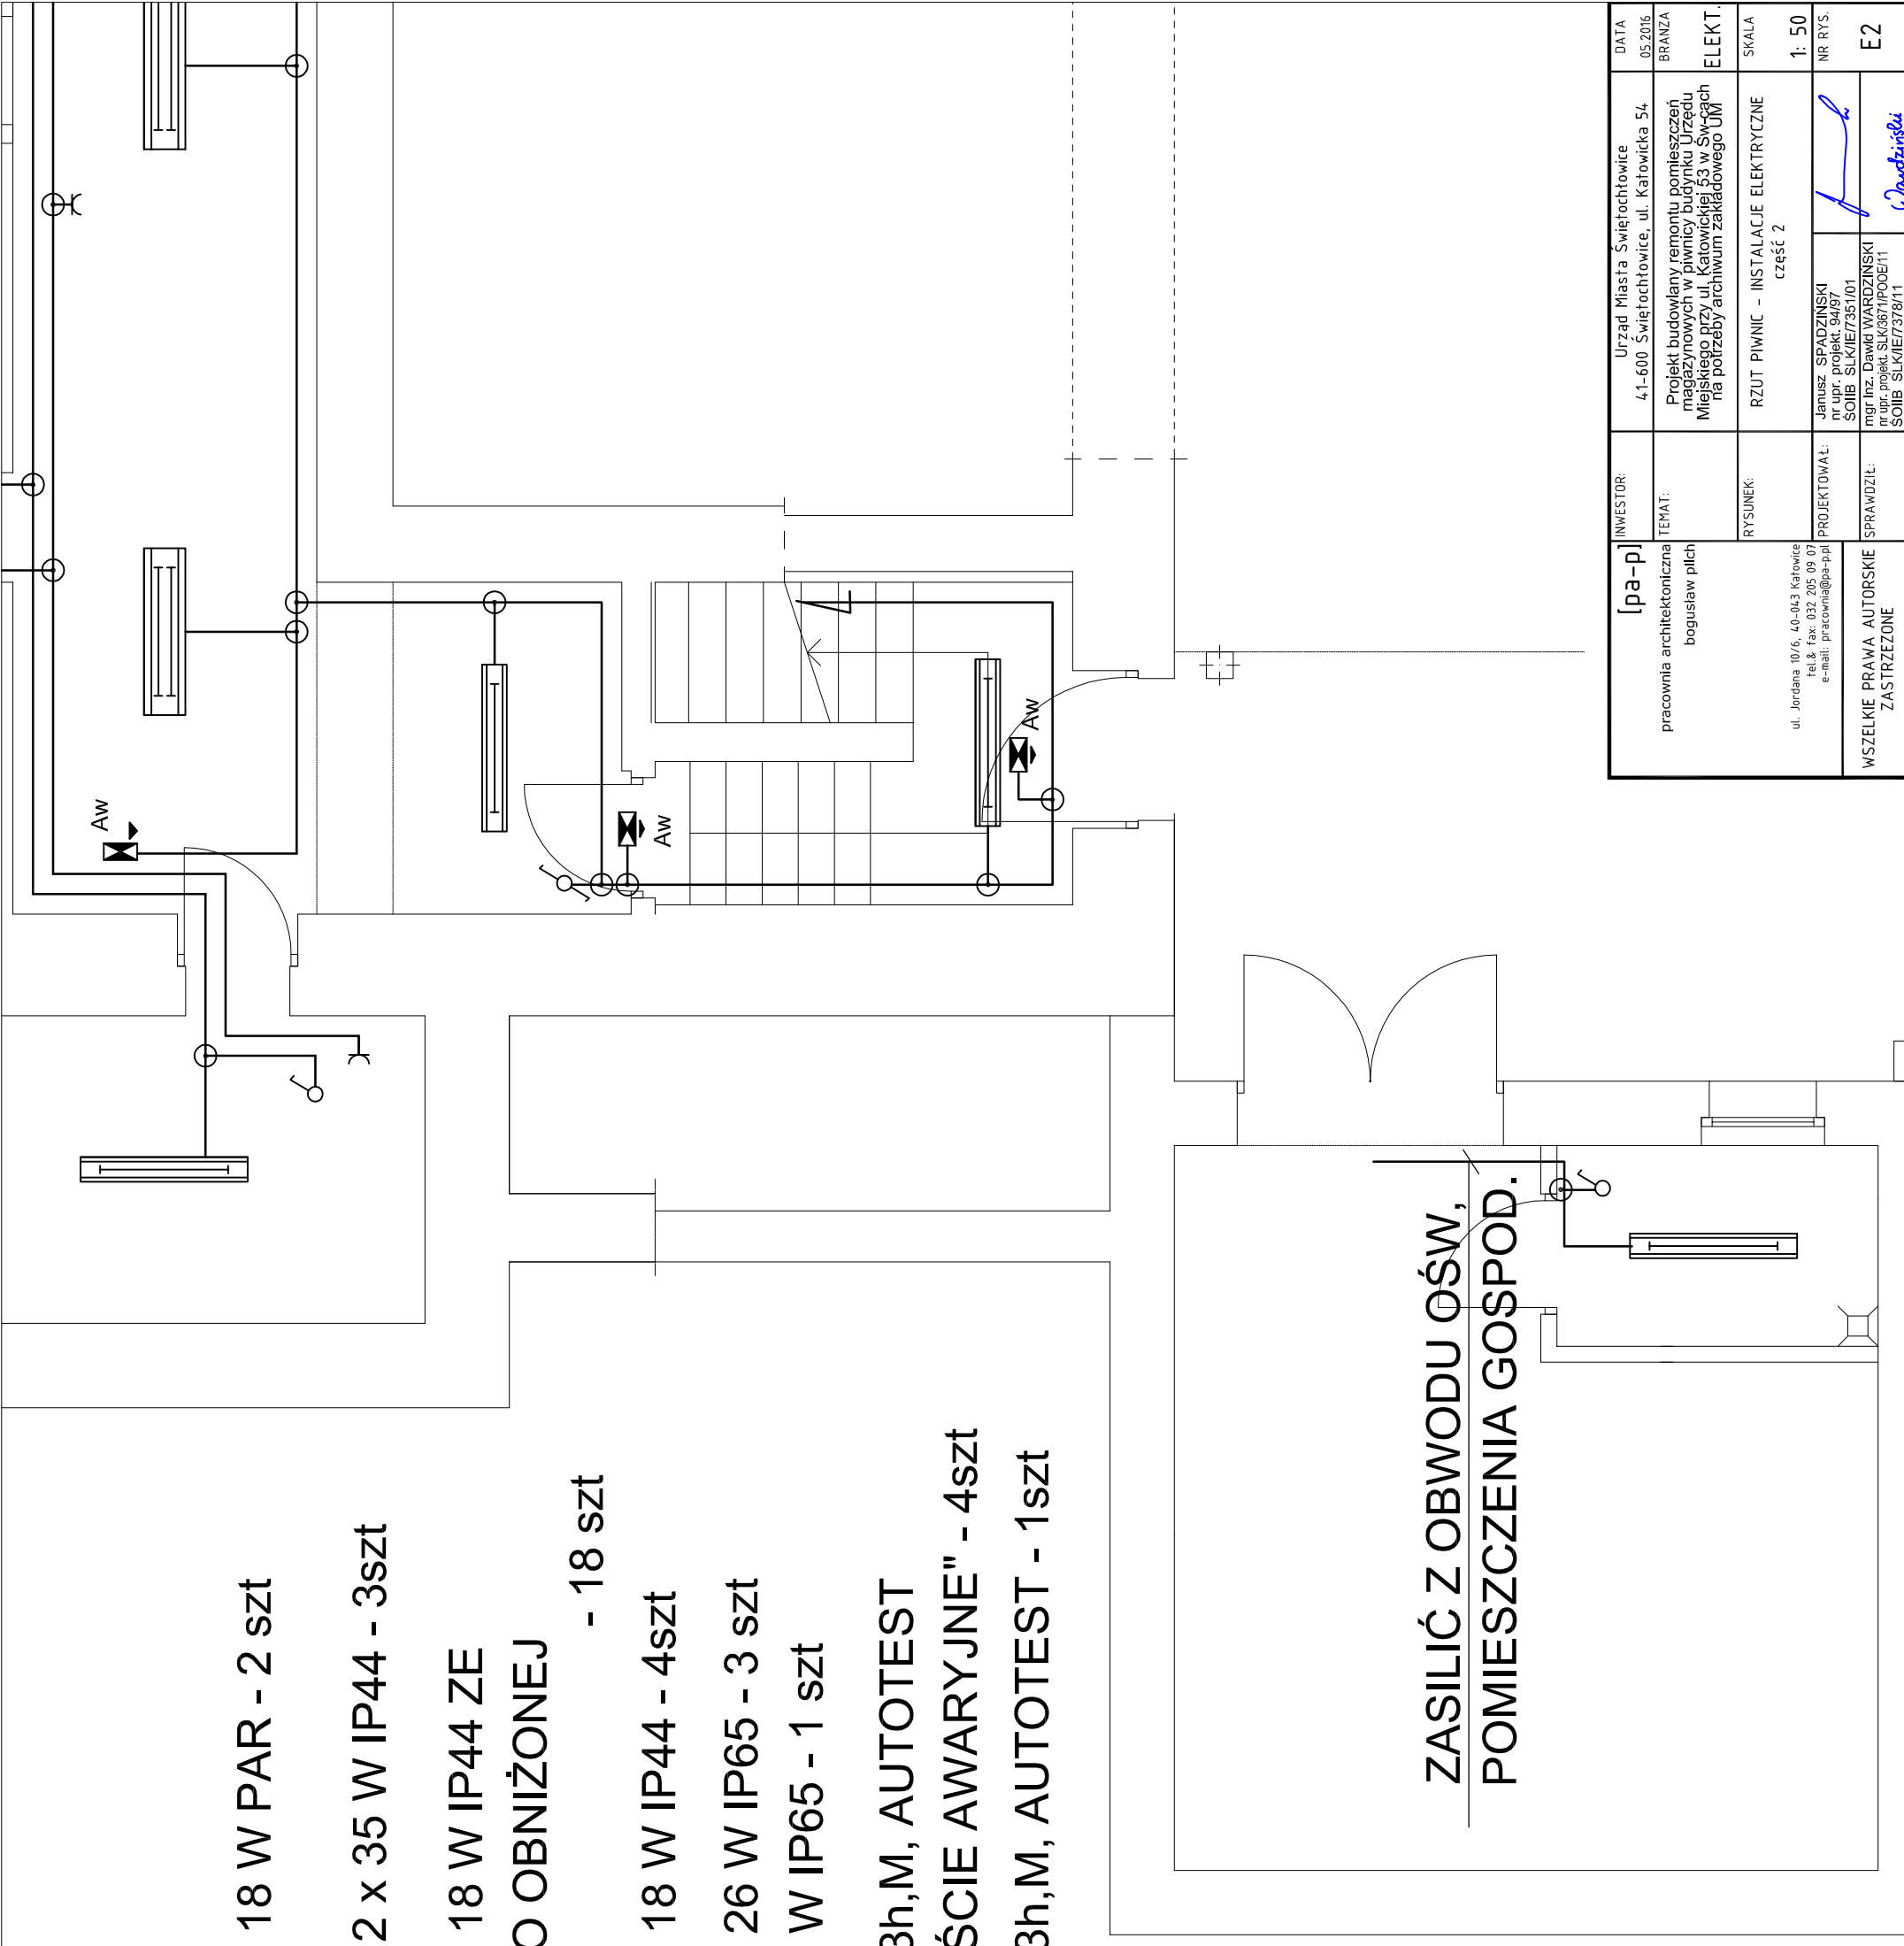 18 W PAR - 2 szt
2 x 35 W IP44 - 3szt
18 W IP44 ZE
O OBNIŻONEJ
- 18 szt
18 W IP44 - 4szt
26 W IP65 - 3 szt
W IP65 - 1 szt
3h,M, AUTOTEST
ŚCIE AWARYJNE" - 4szt
3h,M, AUTOTEST - 1szt
Aw
Aw
Aw
ZASILIĆ Z OBWODU OŚW,
POMIESZCZENIA GOSPOD.
[pa-p]
pracownia architektoniczna
bogusław pilch
ul. Jordana 10/6, 40-043 Katowice
tel.& fax: 032 205 09 07
e-mail: pracownia@pa-p.pl
WSZELKIE PRAWA AUTORSKIE
ZASTRZEŻONE
INWESTOR:
Urząd Miasta Świętochłowice
41-600 Świętochłowice, ul. Katowicka 54
DATA
05.2016
TEMAT:
Projekt budowlany remontu pomieszczeń
magazynowych w piwnicy budynku Urzędu
Miejskiego przy ul. Katowickiej 53 w Św-cach
na potrzeby archiwum zakładowego UM
BRANŻA
ELEKT.
RYSUNEK:
RZUT PIWNIC - INSTALACJE ELEKTRYCZNE
część 2
SKALA
1: 50
PROJEKTOWAŁ:
Janusz SPADZIŃSKI
nr upr. projekt. 94/97
ŚOIIB SLK/IE/7351/01
NR RYS.
E2
SPRAWDZIŁ:
mgr inż. Dawid WARDZIŃSKI
nr upr. projekt. SLK/3671/POOE/11
ŚOIIB SLK/IE/7378/11